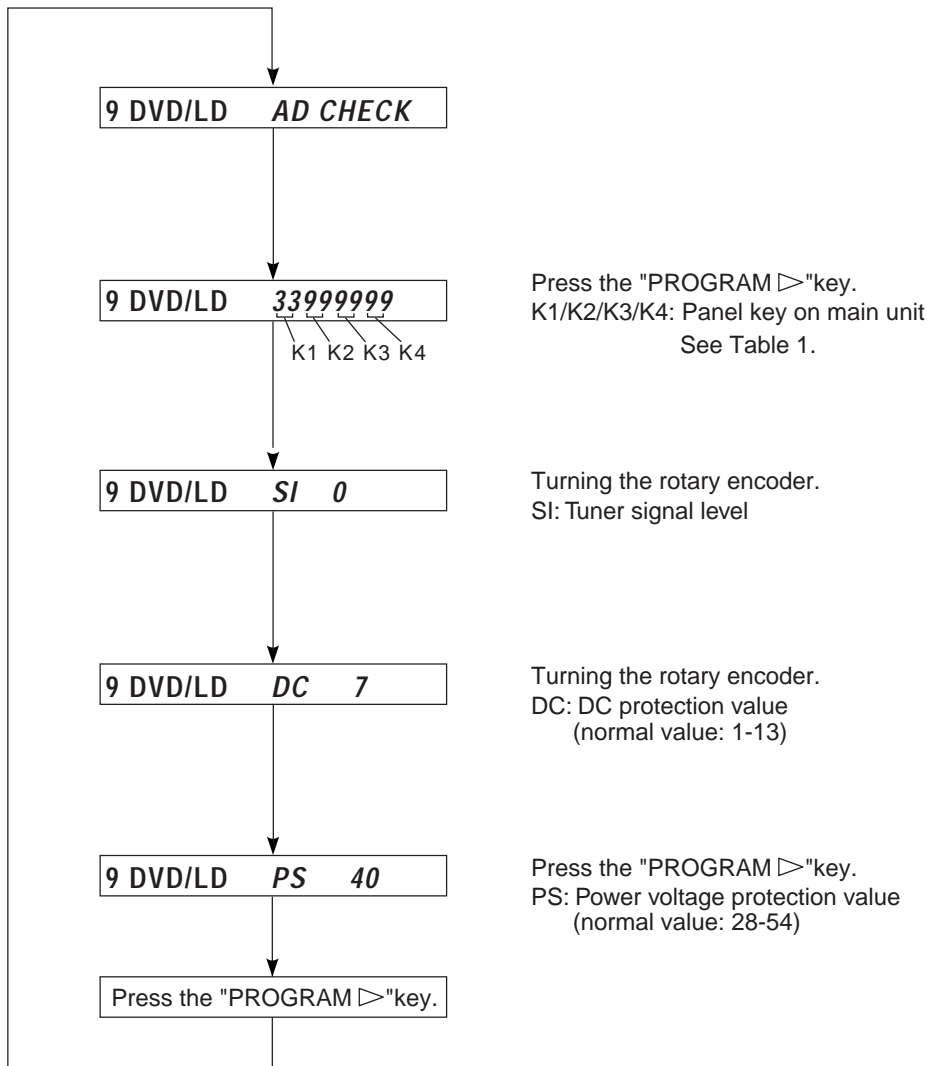 9 DVD/LD AD CHECK
9 DVD/LD 33999999
K1 K2 K3 K4
Press the "PROGRAM ▷"key.
K1/K2/K3/K4: Panel key on main unit
See Table 1.
9 DVD/LD SI 0
Turning the rotary encoder.
SI: Tuner signal level
9 DVD/LD DC 7
Turning the rotary encoder.
DC: DC protection value
(normal value: 1-13)
9 DVD/LD PS 40
Press the "PROGRAM ▷"key.
PS: Power voltage protection value
(normal value: 28-54)
Press the "PROGRAM ▷"key.